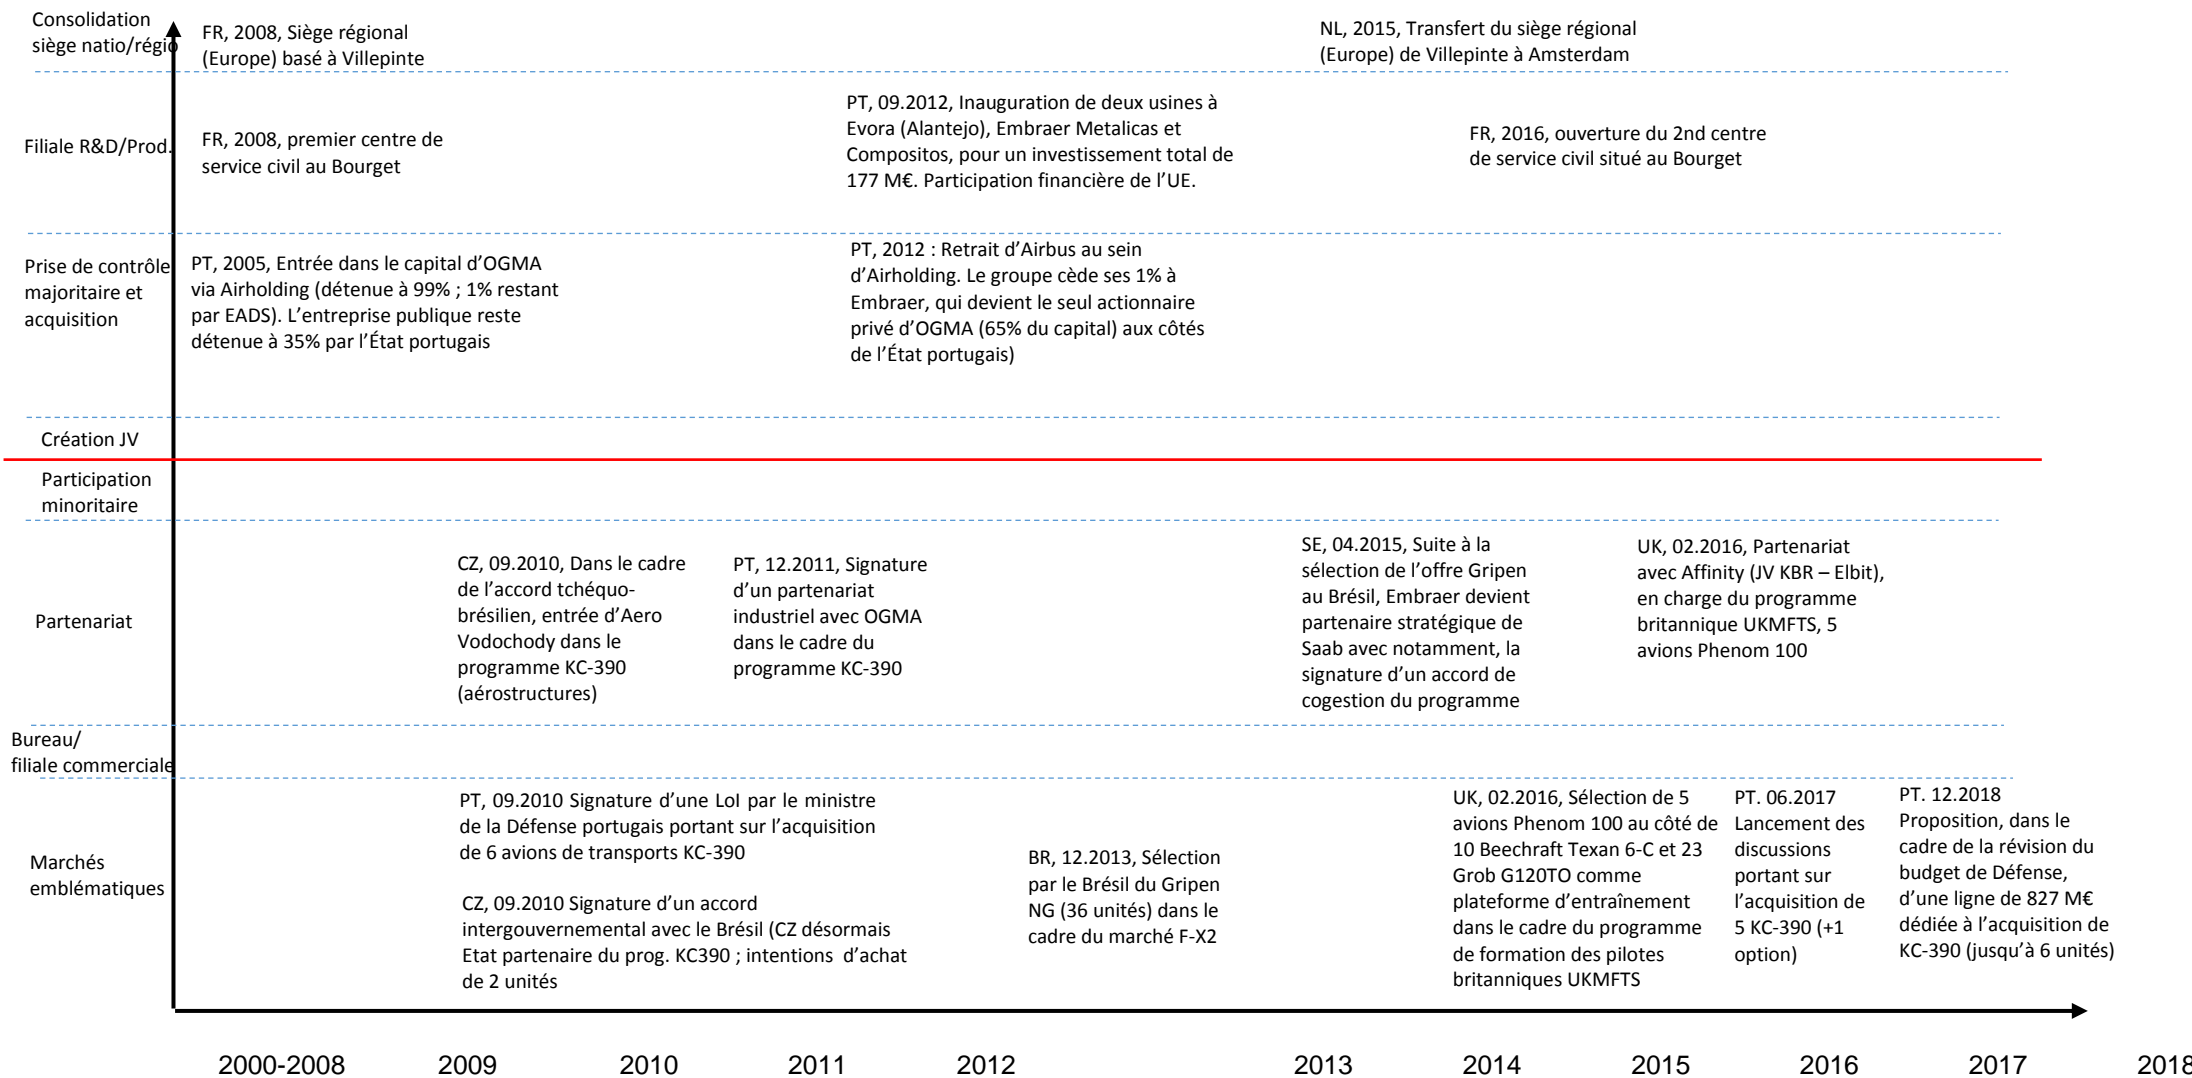 Consolidation
siège natio/régio
FR, 2008, Siège régional
(Europe) basé à Villepinte
NL, 2015, Transfert du siège régional
(Europe) de Villepinte à Amsterdam
Filiale R&D/Prod.
FR, 2008, premier centre de
service civil au Bourget
PT, 09.2012, Inauguration de deux usines à
Evora (Alantejo), Embraer Metalicas et
Compositos, pour un investissement total de
177 M€. Participation financière de l’UE.
FR, 2016, ouverture du 2nd centre
de service civil situé au Bourget
Prise de contrôle
majoritaire et
acquisition
PT, 2005, Entrée dans le capital d’OGMA
via Airholding (détenue à 99% ; 1% restant
par EADS). L’entreprise publique reste
détenue à 35% par l’État portugais
PT, 2012 : Retrait d’Airbus au sein
d’Airholding. Le groupe cède ses 1% à
Embraer, qui devient le seul actionnaire
privé d’OGMA (65% du capital) aux côtés
de l’État portugais)
Création JV
Participation
minoritaire
Partenariat
CZ, 09.2010, Dans le cadre
de l’accord tchéquo-
brésilien, entrée d’Aero
Vodochody dans le
programme KC-390
(aérostructures)
PT, 12.2011, Signature
d’un partenariat
industriel avec OGMA
dans le cadre du
programme KC-390
SE, 04.2015, Suite à la
sélection de l’offre Gripen
au Brésil, Embraer devient
partenaire stratégique de
Saab avec notamment, la
signature d’un accord de
cogestion du programme
UK, 02.2016, Partenariat
avec Affinity (JV KBR – Elbit),
en charge du programme
britannique UKMFTS, 5
avions Phenom 100
Bureau/
filiale commerciale
Marchés
emblématiques
PT, 09.2010 Signature d’une LoI par le ministre
de la Défense portugais portant sur l’acquisition
de 6 avions de transports KC-390
CZ, 09.2010 Signature d’un accord
intergouvernemental avec le Brésil (CZ désormais
Etat partenaire du prog. KC390 ; intentions d’achat
de 2 unités
BR, 12.2013, Sélection
par le Brésil du Gripen
NG (36 unités) dans le
cadre du marché F-X2
UK, 02.2016, Sélection de 5
avions Phenom 100 au côté de
10 Beechraft Texan 6-C et 23
Grob G120TO comme
plateforme d’entraînement
dans le cadre du programme
de formation des pilotes
britanniques UKMFTS
PT. 06.2017
Lancement des
discussions
portant sur
l’acquisition de
5 KC-390 (+1
option)
PT. 12.2018
Proposition, dans le
cadre de la révision du
budget de Défense,
d’une ligne de 827 M€
dédiée à l’acquisition de
KC-390 (jusqu’à 6 unités)
2000-2008 2009 2010 2011 2012 2013 2014 2015 2016 2017 2018